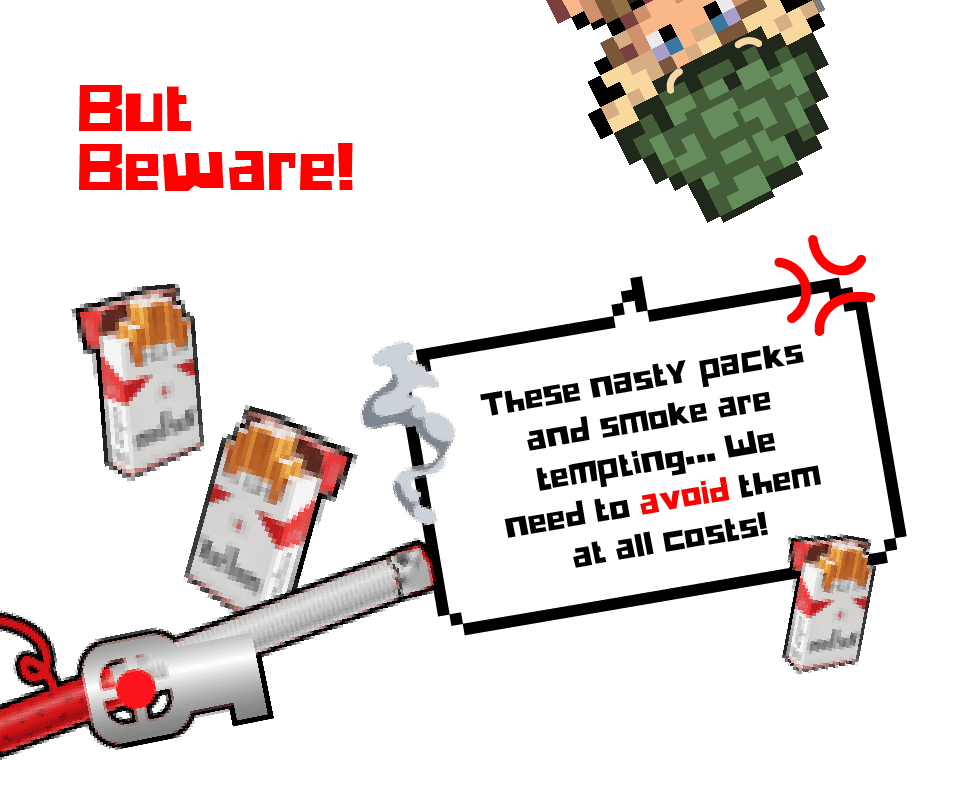 But
Beware!
These nasty packs
and smoke are
tempting... We
need to avoid them
at all costs!